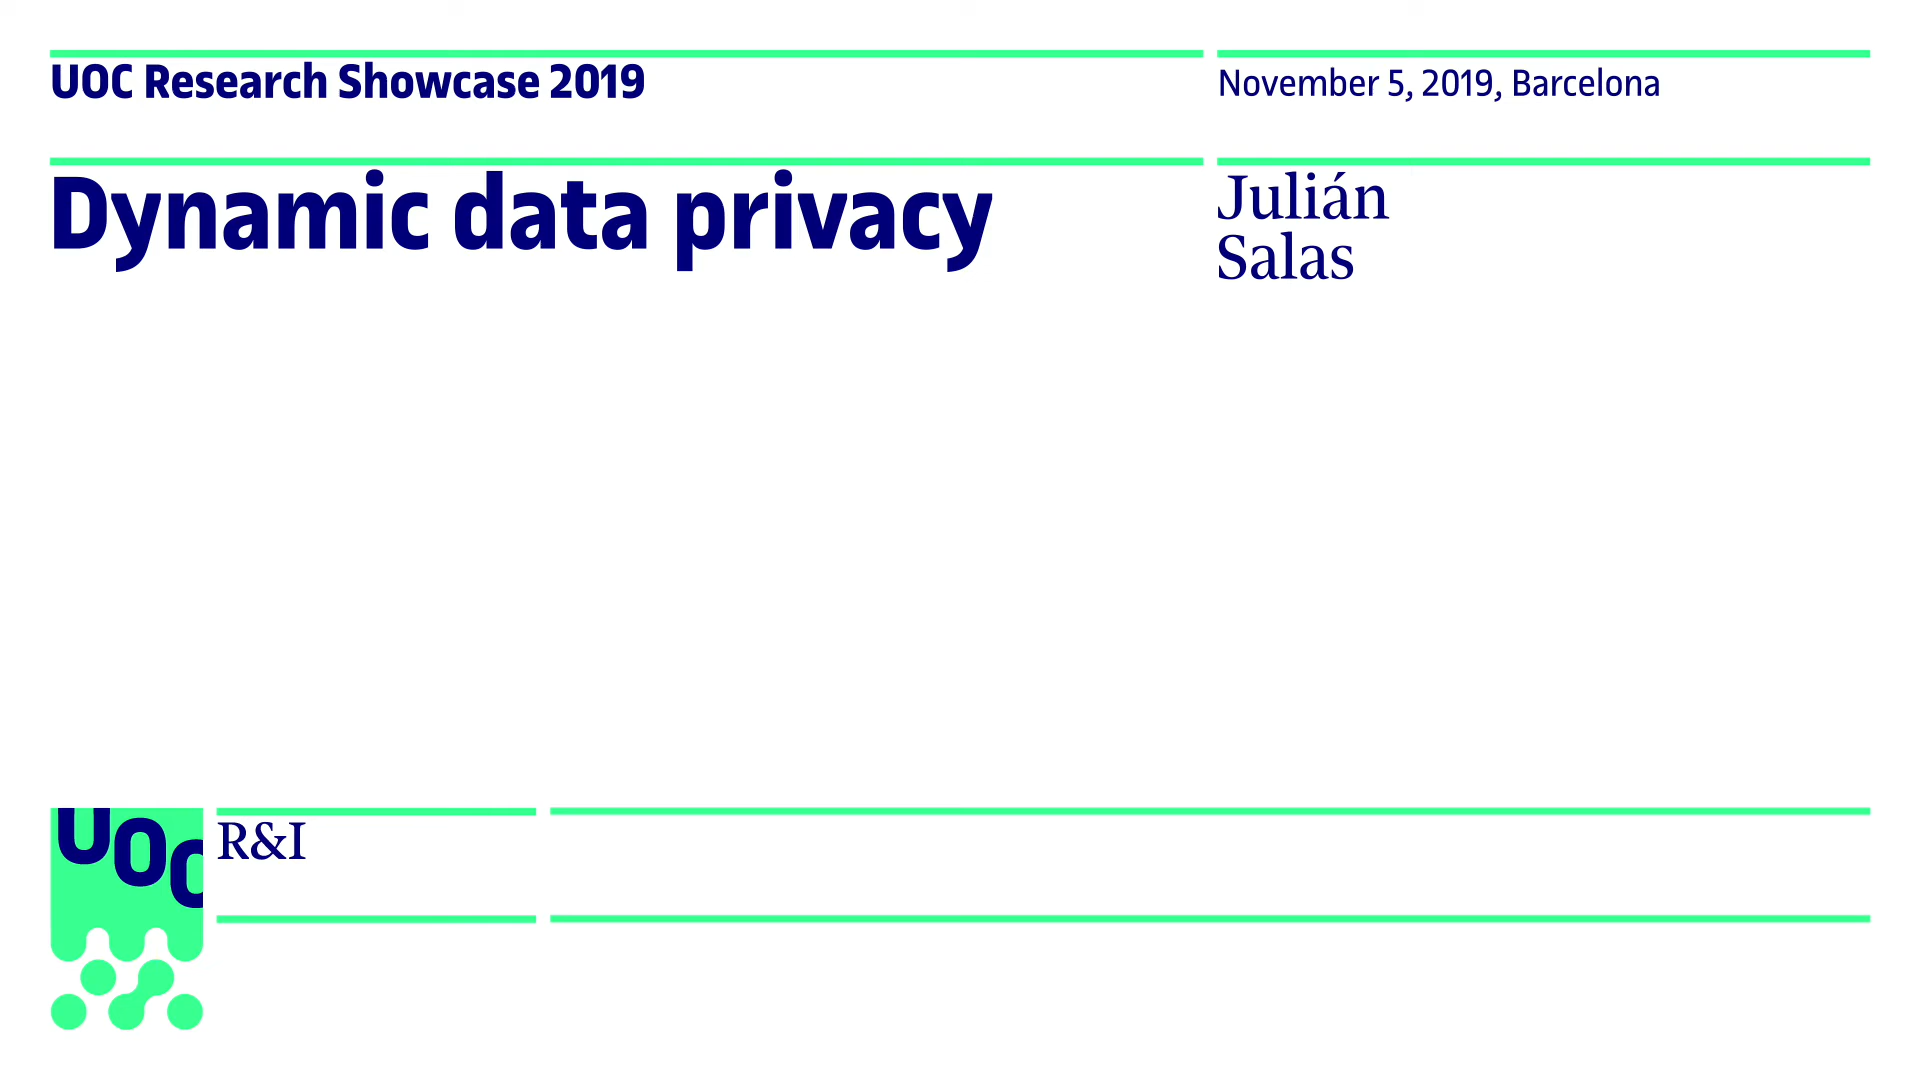 UOC Research Showcase 2019
November 5, 2019, Barcelona
Dynamic data privacy
Julián
Salas
UOC
R&I